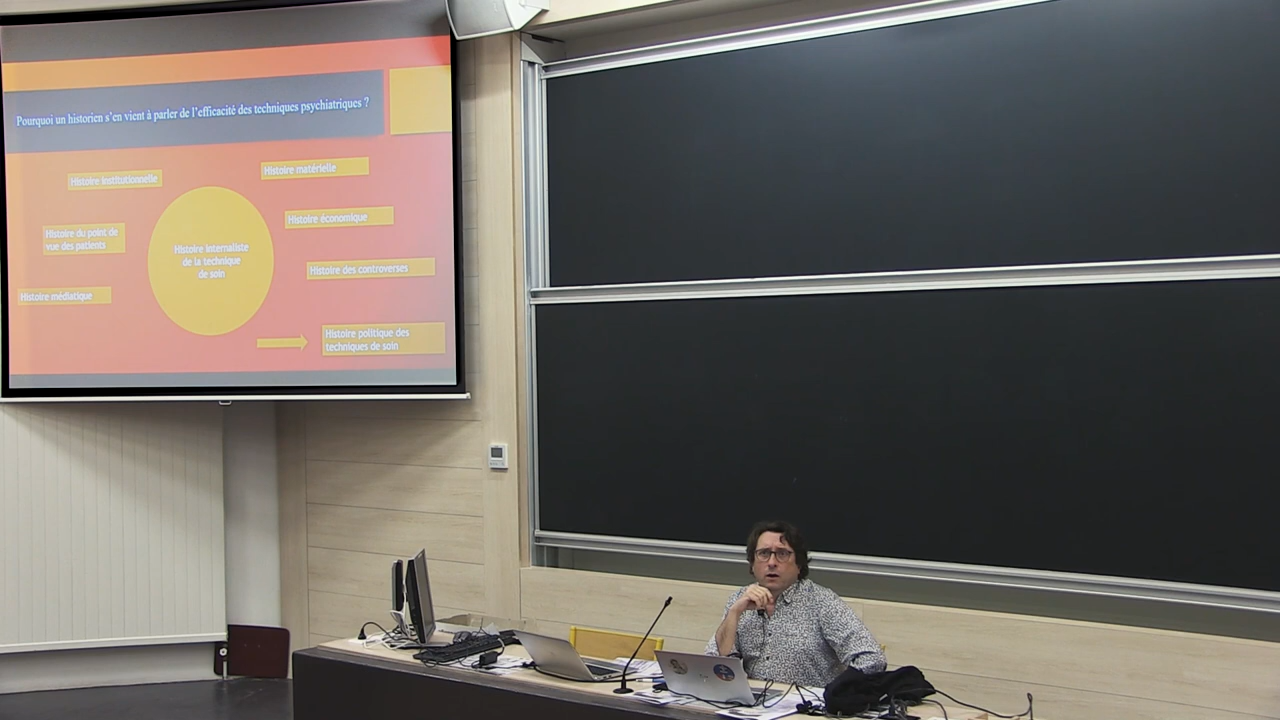 Pourquoi un historien s’en vient à parler de l’efficacité des techniques psychiatriques ?
Histoire institutionnelle
Histoire matérielle
Histoire du point de
vue des patients
Histoire économique
Histoire internaliste
de la technique
de soin
Histoire des controverses
Histoire médiatique
Histoire politique des
techniques de soin